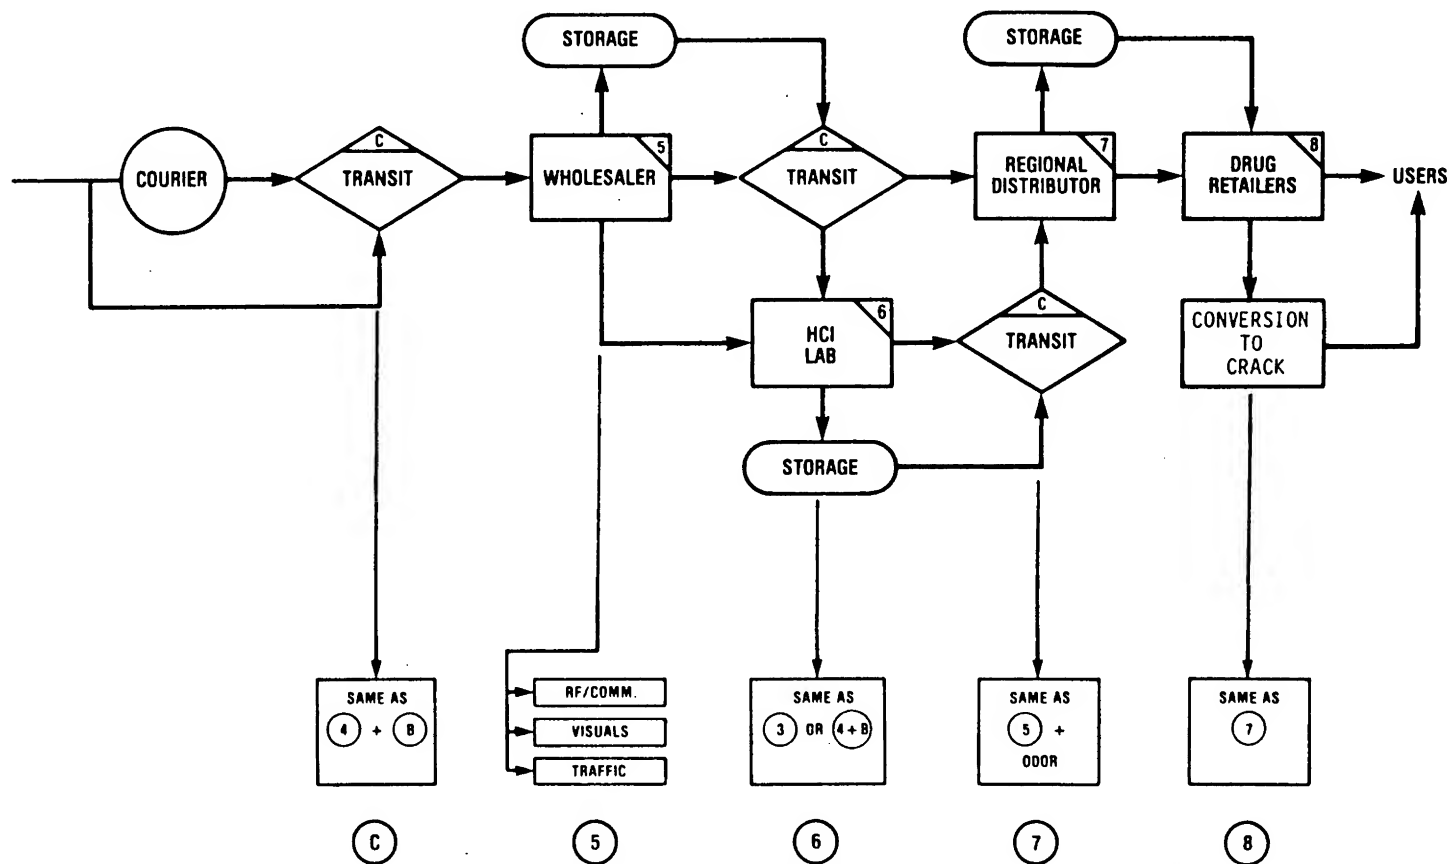 STORAGE
STORAGE
COURIER
C
TRANSIT
5
WHOLESALER
C
TRANSIT
7
REGIONAL
DISTRIBUTOR
8
DRUG
RETAILERS
USERS
6
HCl
LAB
C
TRANSIT
CONVERSION
TO
CRACK
STORAGE
SAME AS
4 + B
RF/COMM.
VISUALS
TRAFFIC
SAME AS
3 OR 4+B
SAME AS
5 +
ODOR
SAME AS
7
C
5
6
7
8